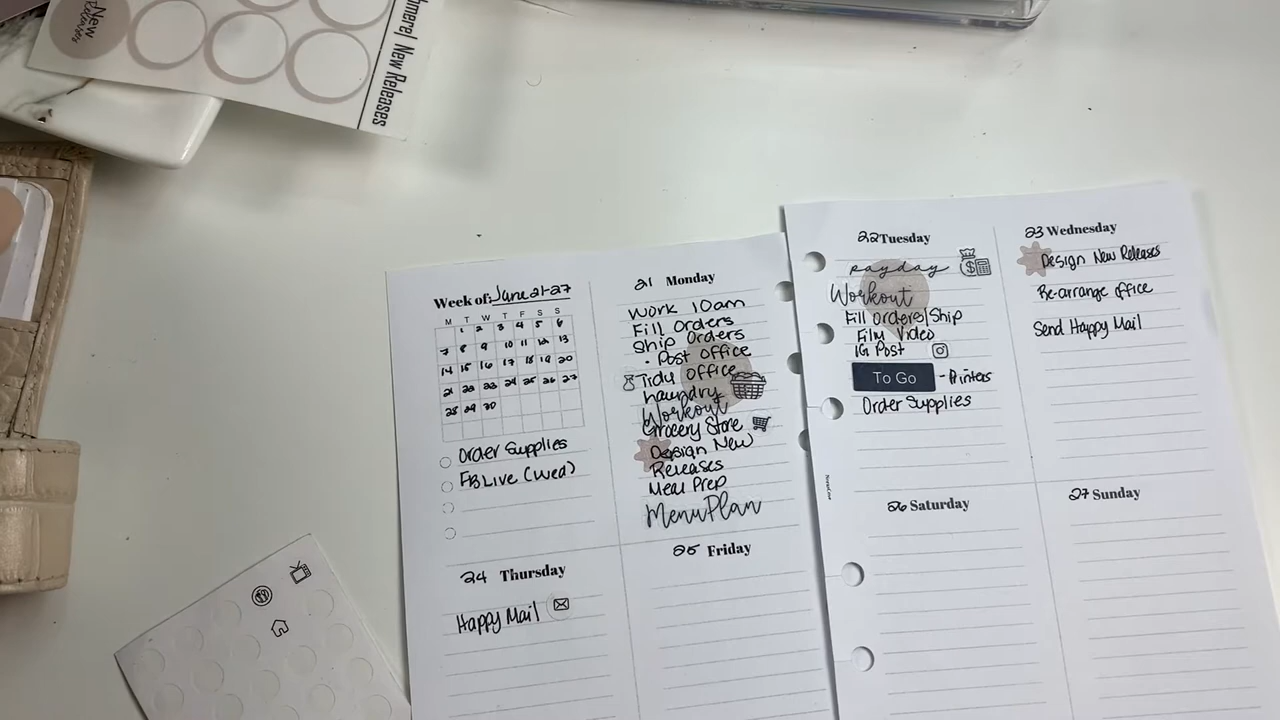 New
Releases
hmere| New Releases
Week of: June 21-27
M T W T F S S
1 2 3 4 5 6
7 8 9 10 11 12 13
14 15 16 17 18 19 20
21 22 23 24 25 26 27
28 29 30
Order Supplies
FB Live (Wed)
21 Monday
Work 10am
Fill Orders
Ship Orders
• Post Office
Tidy Office
Laundry
Workout
Grocery Store
Design New
Releases
Meal Prep
Menu Plan
24 Thursday
Happy Mail
25 Friday
22 Tuesday
payday
Workout
Fill Orders/Ship
Film Video
IG Post
To Go - Printers
Order Supplies
23 Wednesday
Design New Releases
Re-arrange Office
Send Happy Mail
26 Saturday
27 Sunday